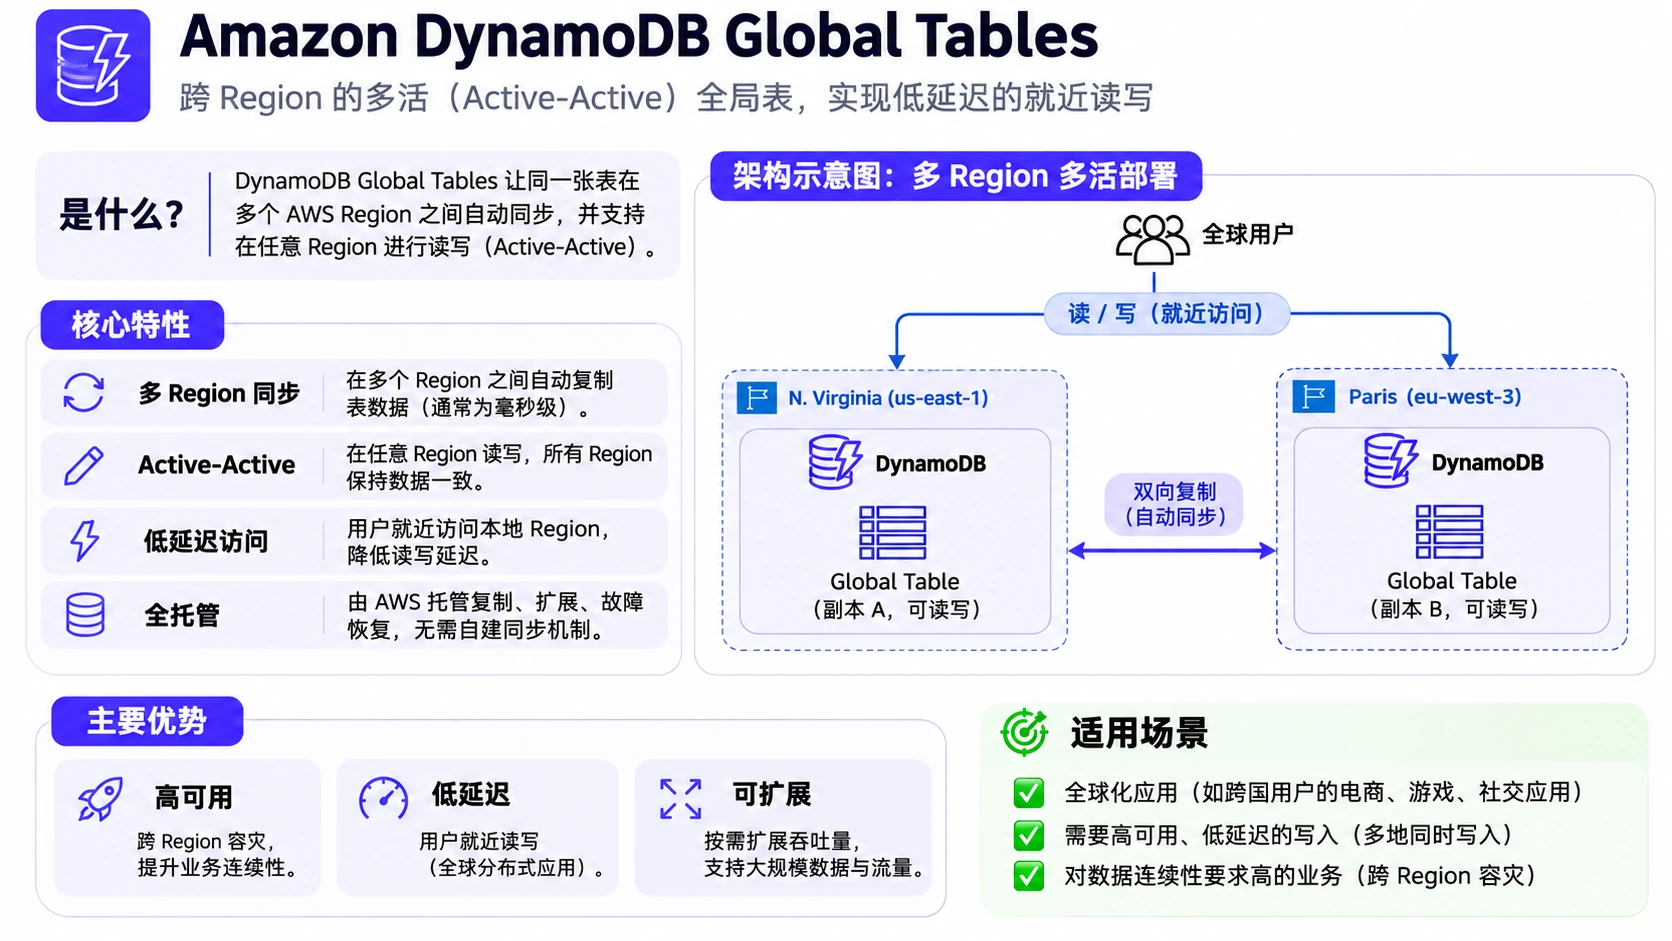 Amazon DynamoDB Global Tables
跨 Region 的多活（Active-Active）全局表，实现低延迟的就近读写
是什么？
DynamoDB Global Tables 让同一张表在
多个 AWS Region 之间自动同步，并支持
在任意 Region 进行读写（Active-Active）。
核心特性
多 Region 同步
在多个 Region 之间自动复制
表数据（通常为毫秒级）。
Active-Active
在任意 Region 读写，所有 Region
保持数据一致。
低延迟访问
用户就近访问本地 Region，
降低读写延迟。
全托管
由 AWS 托管复制、扩展、故障
恢复，无需自建同步机制。
架构示意图：多 Region 多活部署
全球用户
读 / 写（就近访问）
N. Virginia (us-east-1)
DynamoDB
Global Table
（副本 A，可读写）
双向复制
（自动同步）
Paris (eu-west-3)
DynamoDB
Global Table
（副本 B，可读写）
主要优势
高可用
跨 Region 容灾，
提升业务连续性。
低延迟
用户就近读写
（全球分布式应用）。
可扩展
按需扩展吞吐量，
支持大规模数据与流量。
适用场景
全球化应用（如跨国用户的电商、游戏、社交应用）
需要高可用、低延迟的写入（多地同时写入）
对数据连续性要求高的业务（跨 Region 容灾）